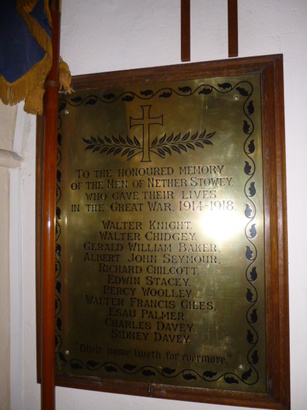 TO THE HONOURED MEMORY
OF THE MEN OF NETHER STOWEY
WHO GAVE THEIR LIVES
IN THE GREAT WAR, 1914-1918.
WALTER KNIGHT.
WALTER CHIDGEY.
GERALD WILLIAM BAKER.
ALBERT JOHN SEYMOUR.
RICHARD CHILCOTT.
EDWIN STACEY.
PERCY WOOLLEY.
WALTER FRANCIS GILES.
ESAU PALMER.
CHARLES DAVEY.
SIDNEY DAVEY.
"Their name liveth for evermore."